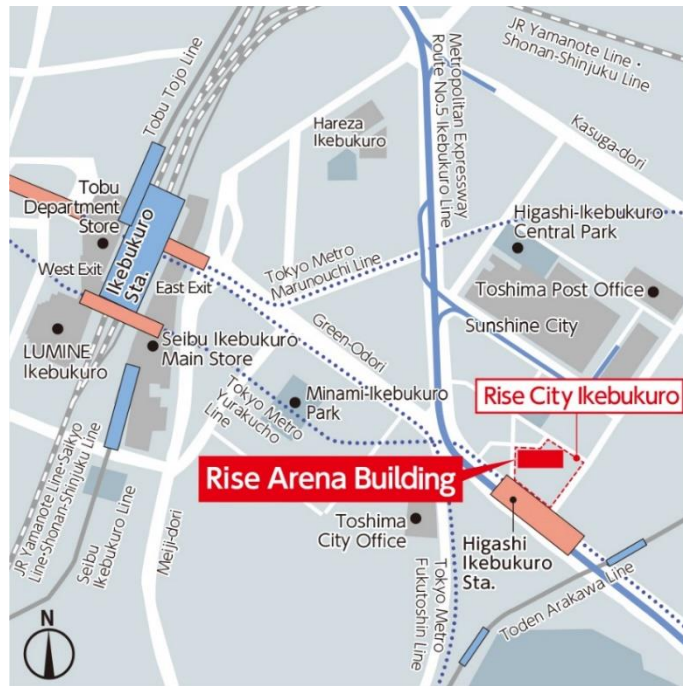 JR Yamante Line・
Shonan-Shinjuku Line
Tobu Tojo Line
Metropolitan Expressway
Route No.5 Ikebukuro Line
Hareza
Ikebukuro
Kasuga-dori
Tobu
Department
Store
Higashi-Ikebukuro
Central Park
Ikebukuro
Sta.
West Exit
East Exit
Tokyo Metro
Marunouchi Line
Toshima Post Office
Sunshine City
Green-Odori
LUMINE
Ikebukuro
Seibu Ikebukuro
Main Store
Minami-Ikebukuro
Park
Tokyo Metro
Yurakucho
Line
Rise City Ikebukuro
Rise Arena Building
JR Yamanote Line・Saikyo
Line・Shonan-Shinjuku Line
Seibu
Ikebukuro Line
Meiji-dori
Toshima
City Office
Higashi
Ikebukuro
Sta.
Tokyo Metro
Fukutoshin Line
Toden Arakawa Line
N